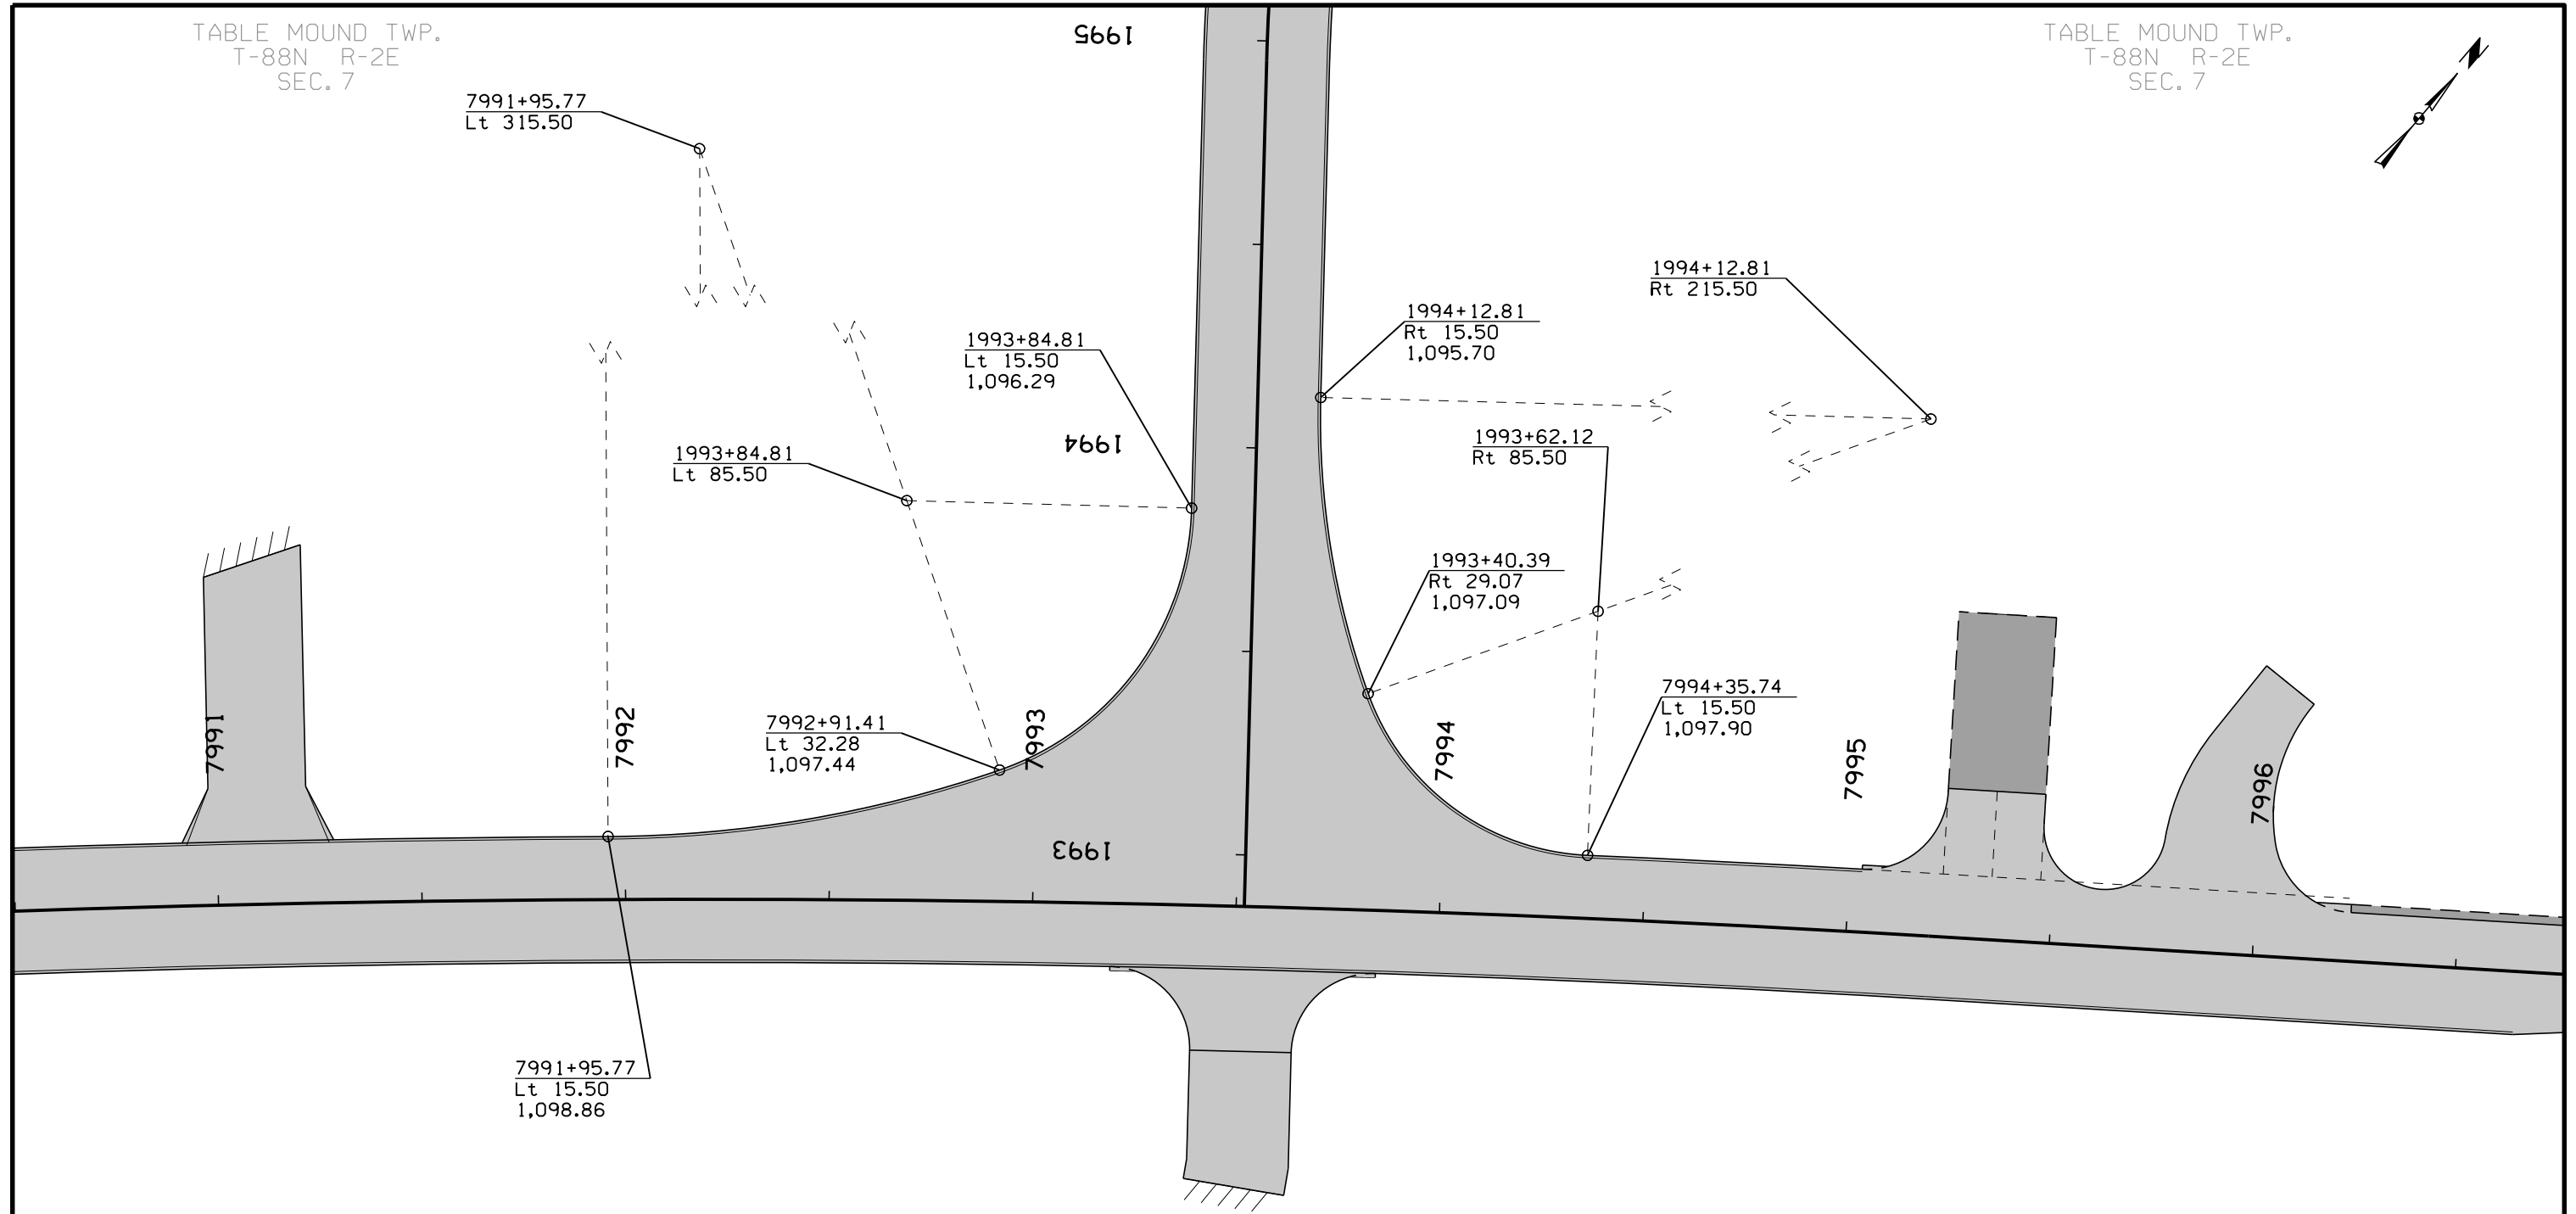 TABLE MOUND TWP.
T-88N R-2E
SEC. 7
1995
TABLE MOUND TWP.
T-88N R-2E
SEC. 7
N
7991+95.77
Lt 315.50
1994+12.81
Rt 215.50
1994+12.81
Rt 15.50
1,095.70
1993+84.81
Lt 15.50
1,096.29
1994
1993+84.81
Lt 85.50
1993+62.12
Rt 85.50
1993+40.39
Rt 29.07
1,097.09
7994+35.74
Lt 15.50
1,097.90
7992+91.41
Lt 32.28
1,097.44
7991
7992
7993
7994
7995
7996
1993
7991+95.77
Lt 15.50
1,098.86